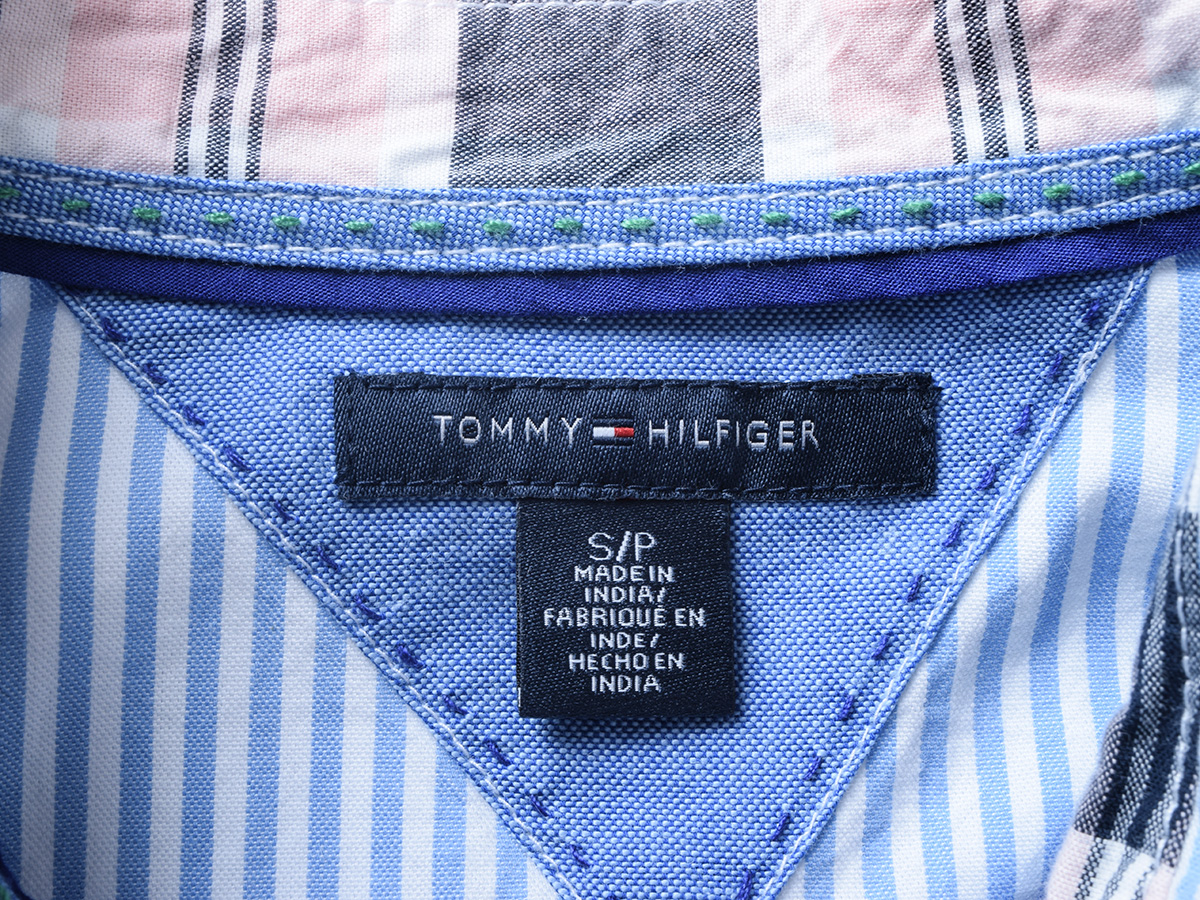 TOMMY HILFIGER
S/P
MADE IN
INDIA/
FABRIQUÉ EN
INDE/
HECHO EN
INDIA